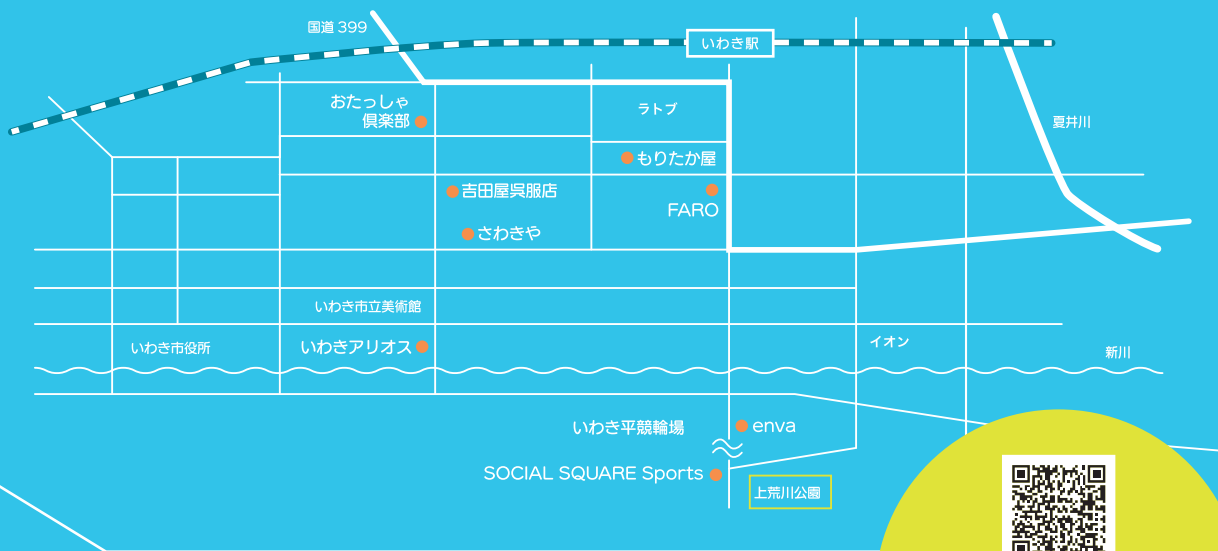 国道 399
いわき駅
おたっしゃ
倶楽部
ラトブ
夏井川
もりたか屋
吉田屋呉服店
FARO
さわきや
いわき市立美術館
いわき市役所
いわきアリオス
イオン
新川
いわき平競輪場
enva
SOCIAL SQUARE Sports
上荒川公園